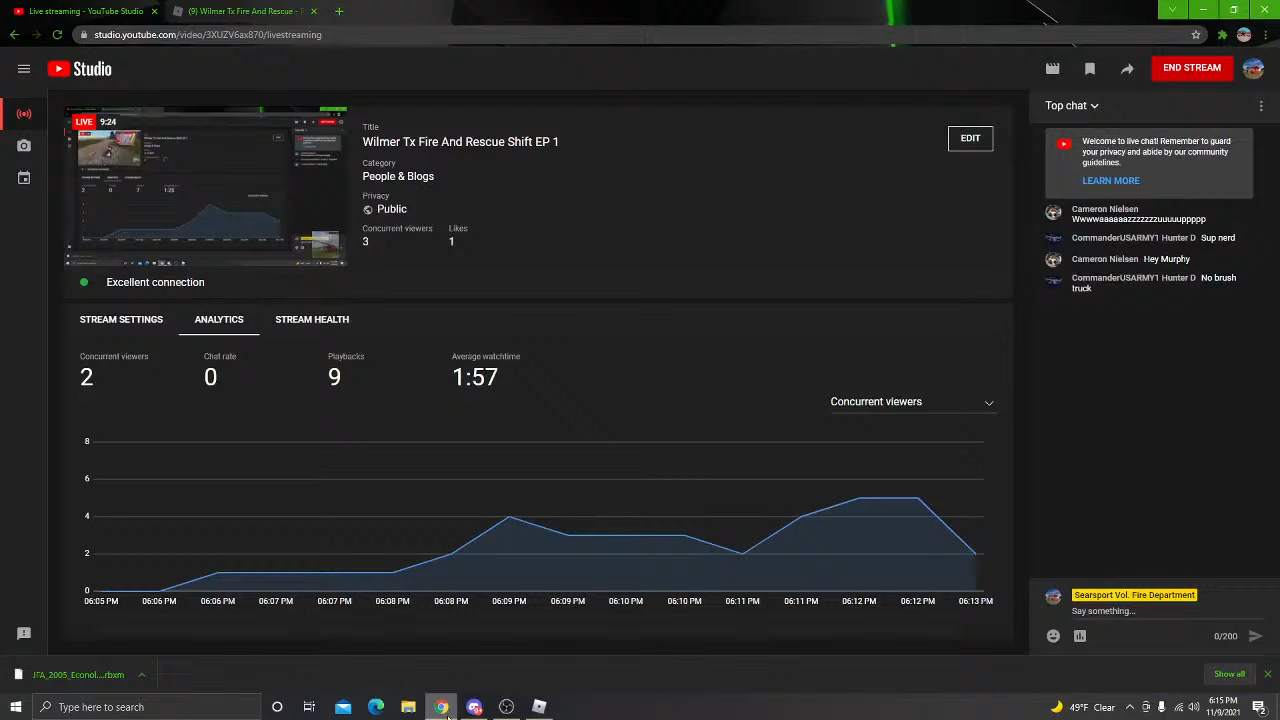 Live streaming - YouTube Studio
(9) Wilmer Tx Fire And Rescue - F
studio.youtube.com/video/3XUZV6ax870/livestreaming
Studio
END STREAM
LIVE 9:24
Title
Wilmer Tx Fire And Rescue Shift EP 1
EDIT
Category
People & Blogs
Privacy
Public
Concurrent viewers Likes
3 1
Excellent connection
STREAM SETTINGS ANALYTICS STREAM HEALTH
Concurrent viewers Chat rate Playbacks Average watchtime
2 0 9 1:57
Concurrent viewers
8
6
4
2
0
06:05 PM 06:06 PM 06:06 PM 06:07 PM 06:07 PM 06:08 PM 06:08 PM 06:09 PM 06:09 PM 06:10 PM 06:10 PM 06:11 PM 06:11 PM 06:12 PM 06:12 PM 06:13 PM
Top chat
Welcome to live chat! Remember to guard
your privacy and abide by our community
guidelines.
LEARN MORE
Cameron Nielsen
Wwwwaaaaaazzzzzzuuuuupppp
CommanderUSARMY1 Hunter D Sup nerd
Cameron Nielsen Hey Murphy
CommanderUSARMY1 Hunter D No brush
truck
Searsport Vol. Fire Department
Say something...
0/200
JFA_2005_Econol....rbxm
Show all
Type here to search
49°F Clear
6:15 PM
11/9/2021
2